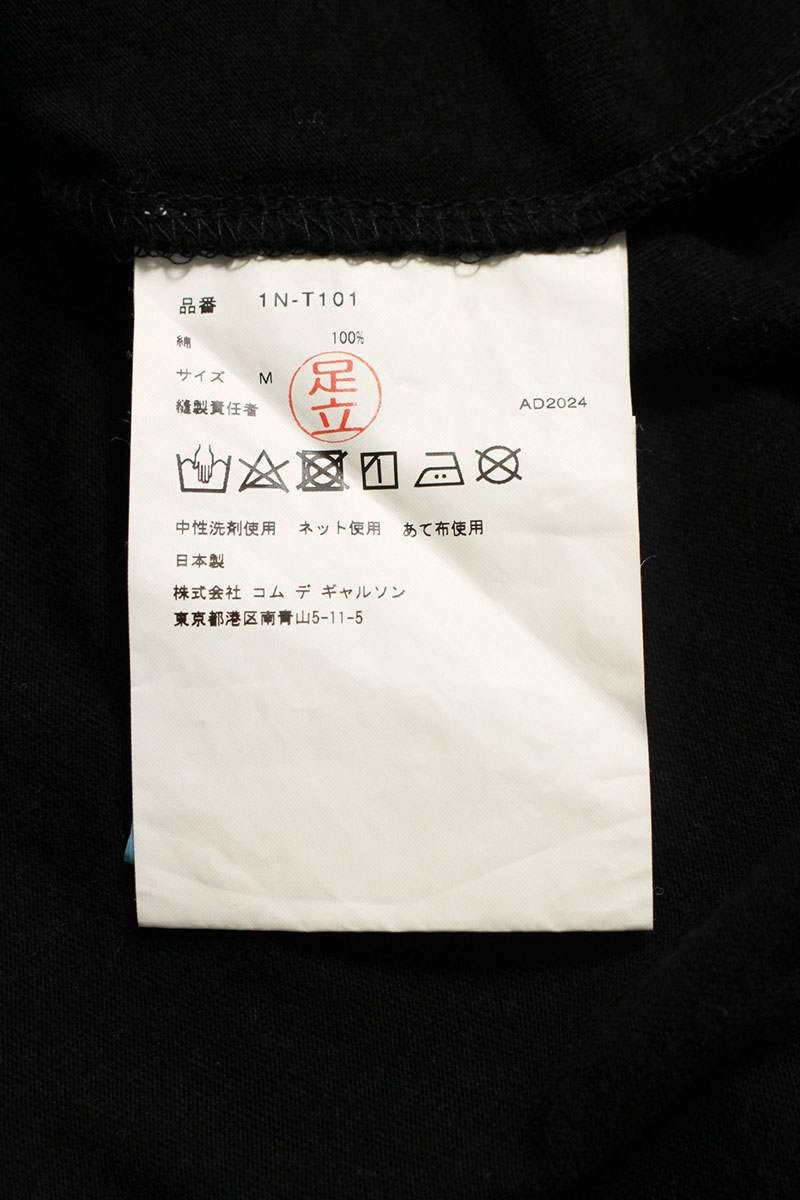 品番 1N-T101
綿 100%
サイズ M
足立
縫製責任者 AD2024
中性洗剤使用 ネット使用 あて布使用
日本製
株式会社 コム デ ギャルソン
東京都港区南青山5-11-5